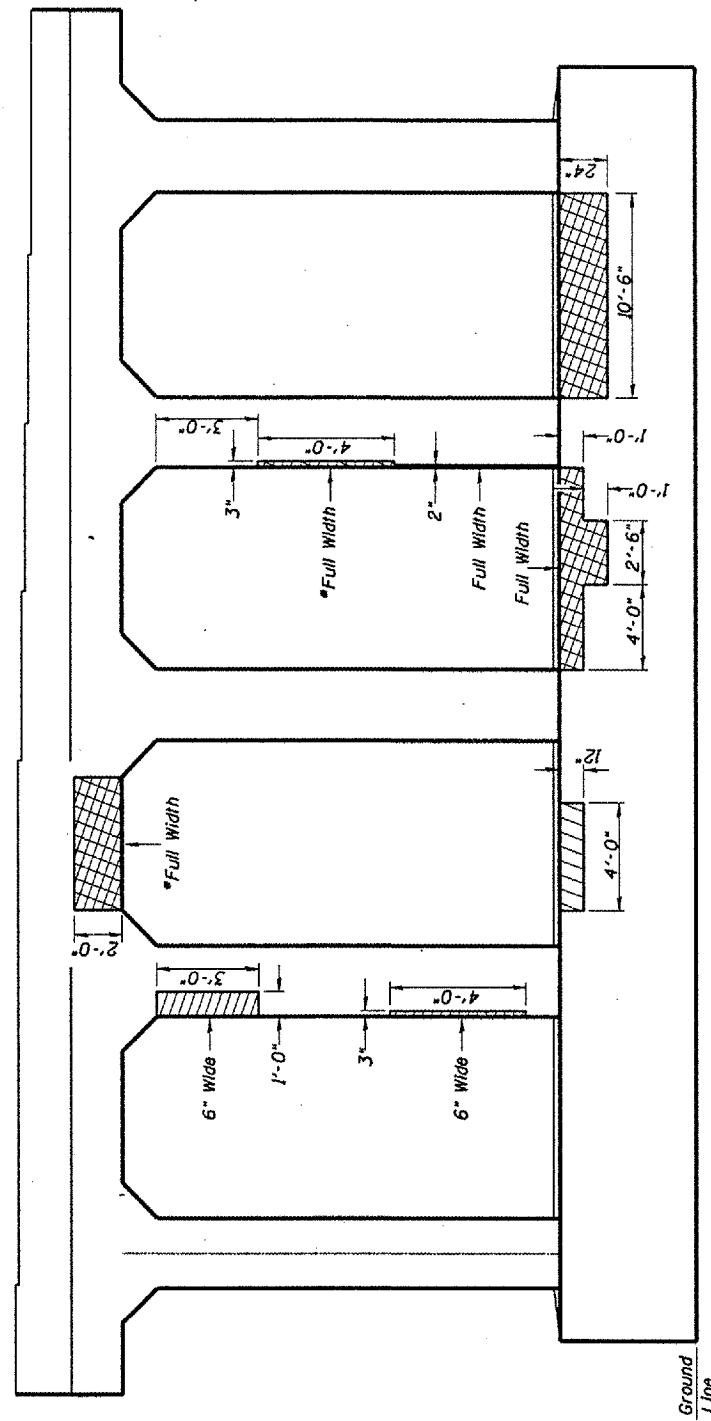 2'-0"
*Full Width
3'-0"
6" Wide
1'-0"
3"
4'-0"
6" Wide
12"
4'-0"
3'-0"
3"
4'-0"
*Full Width
2"
Full Width
Full Width
1'-0"
1'-0"
2'-6"
4'-0"
24"
10'-6"
Ground
Line